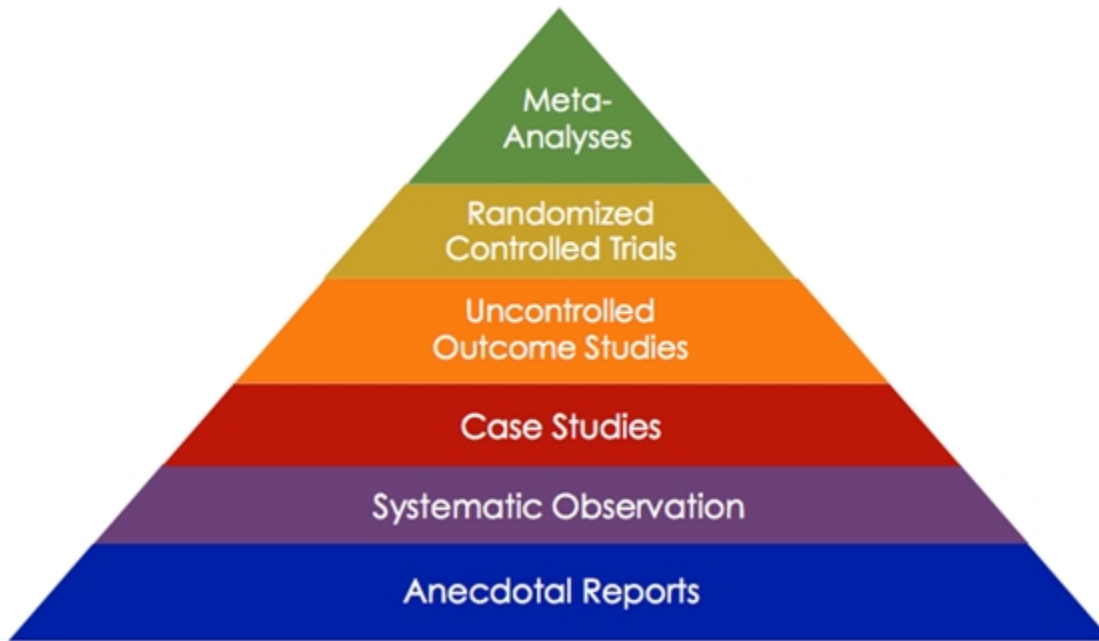 Meta-
Analyses
Randomized
Controlled Trials
Uncontrolled
Outcome Studies
Case Studies
Systematic Observation
Anecdotal Reports